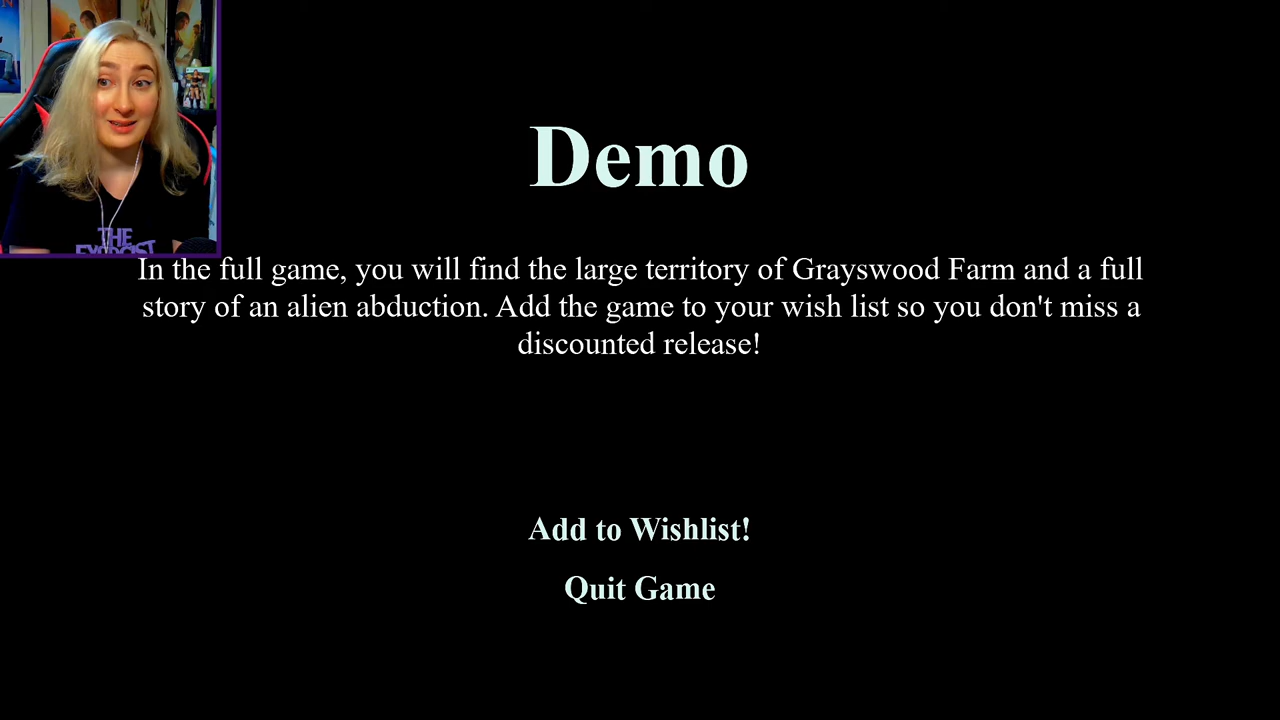 THE
EXORCIST
Demo
In the full game, you will find the large territory of Grayswood Farm and a full
story of an alien abduction. Add the game to your wish list so you don't miss a
discounted release!
Add to Wishlist!
Quit Game